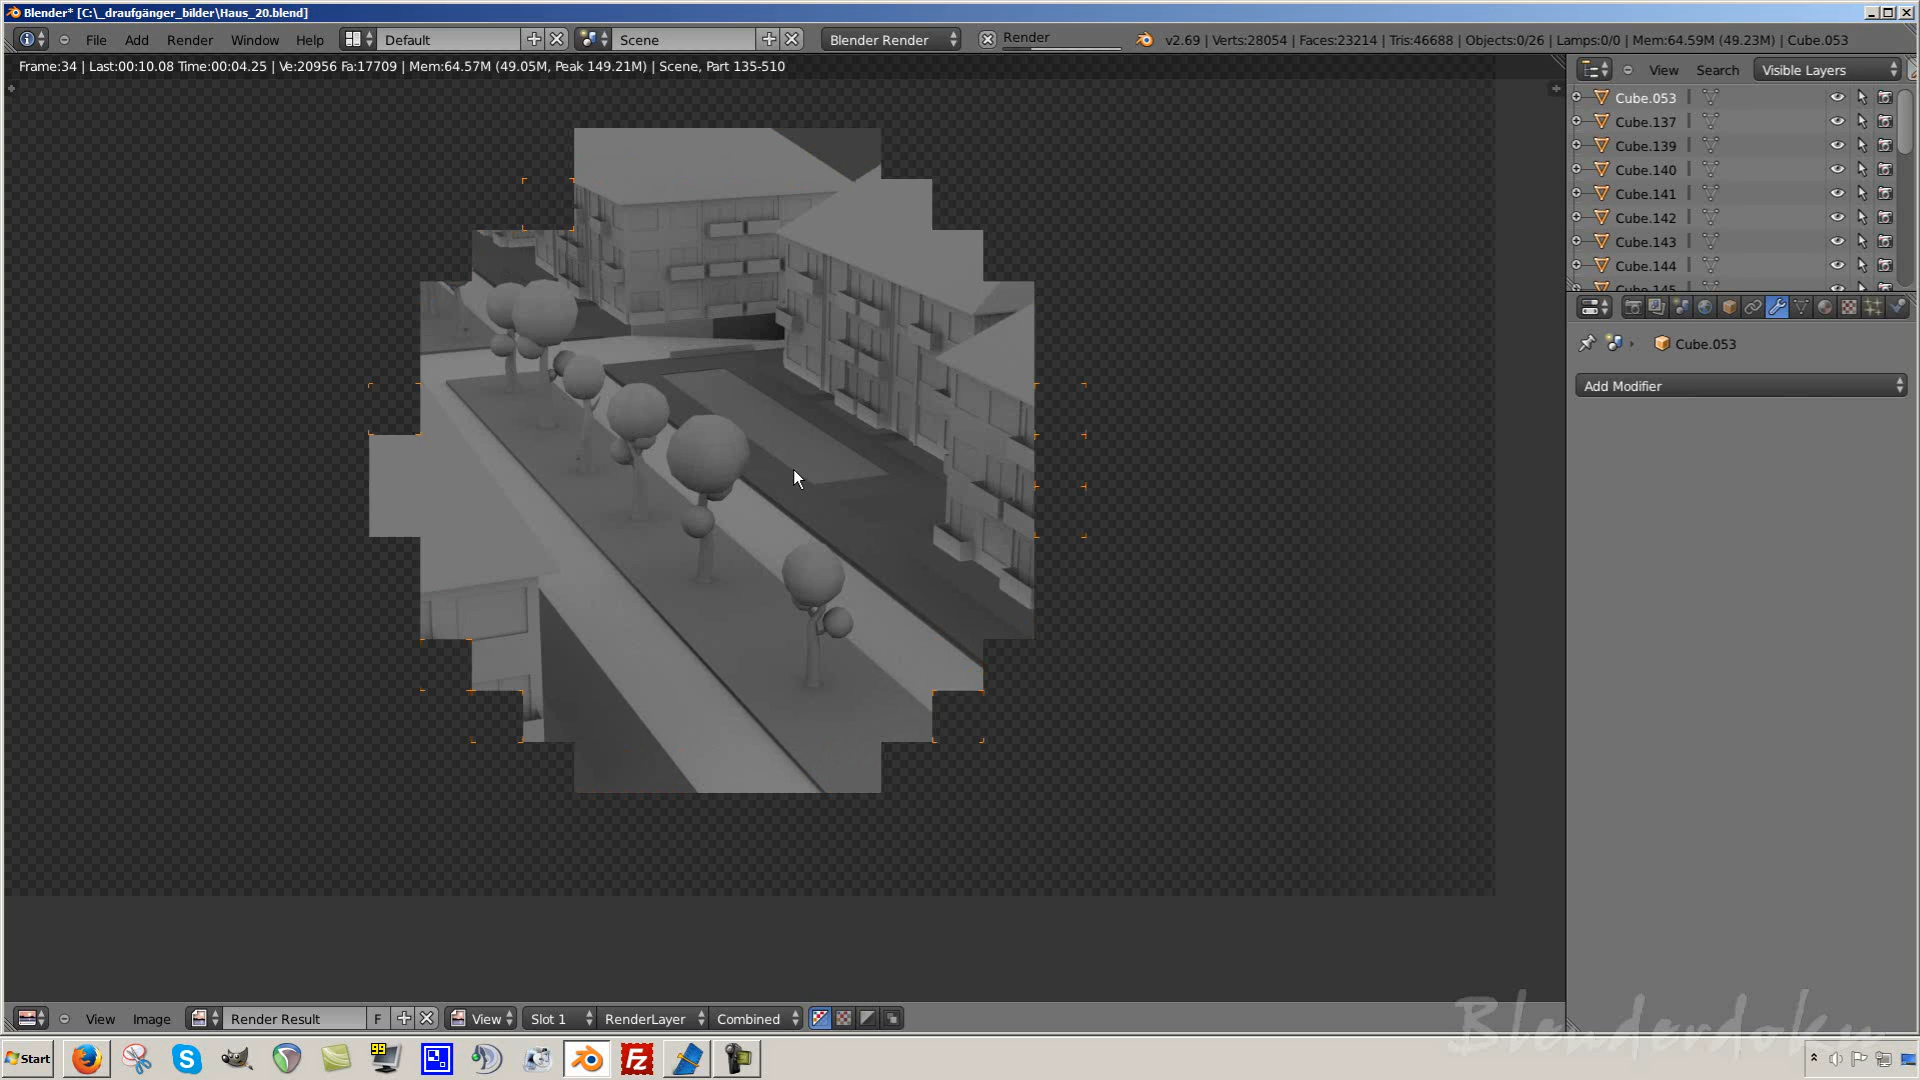 Blender* [C:\_draufgänger_bilder\Haus_20.blend]
File Add Render Window Help Default Scene Blender Render Render v2.69 | Verts:28054 | Faces:23214 | Tris:46688 | Objects:0/26 | Lamps:0/0 | Mem:64.59M (49.23M) | Cube.053
Frame:34 | Last:00:10.08 Time:00:04.25 | Ve:20956 Fa:17709 | Mem:64.57M (49.05M, Peak 149.21M) | Scene, Part 135-510
View Search Visible Layers
Cube.053
Cube.137
Cube.139
Cube.140
Cube.141
Cube.142
Cube.143
Cube.144
Cube.145
Cube.053
Add Modifier
View Image Render Result F View Slot 1 RenderLayer Combined
Blenderdoku
Start
99